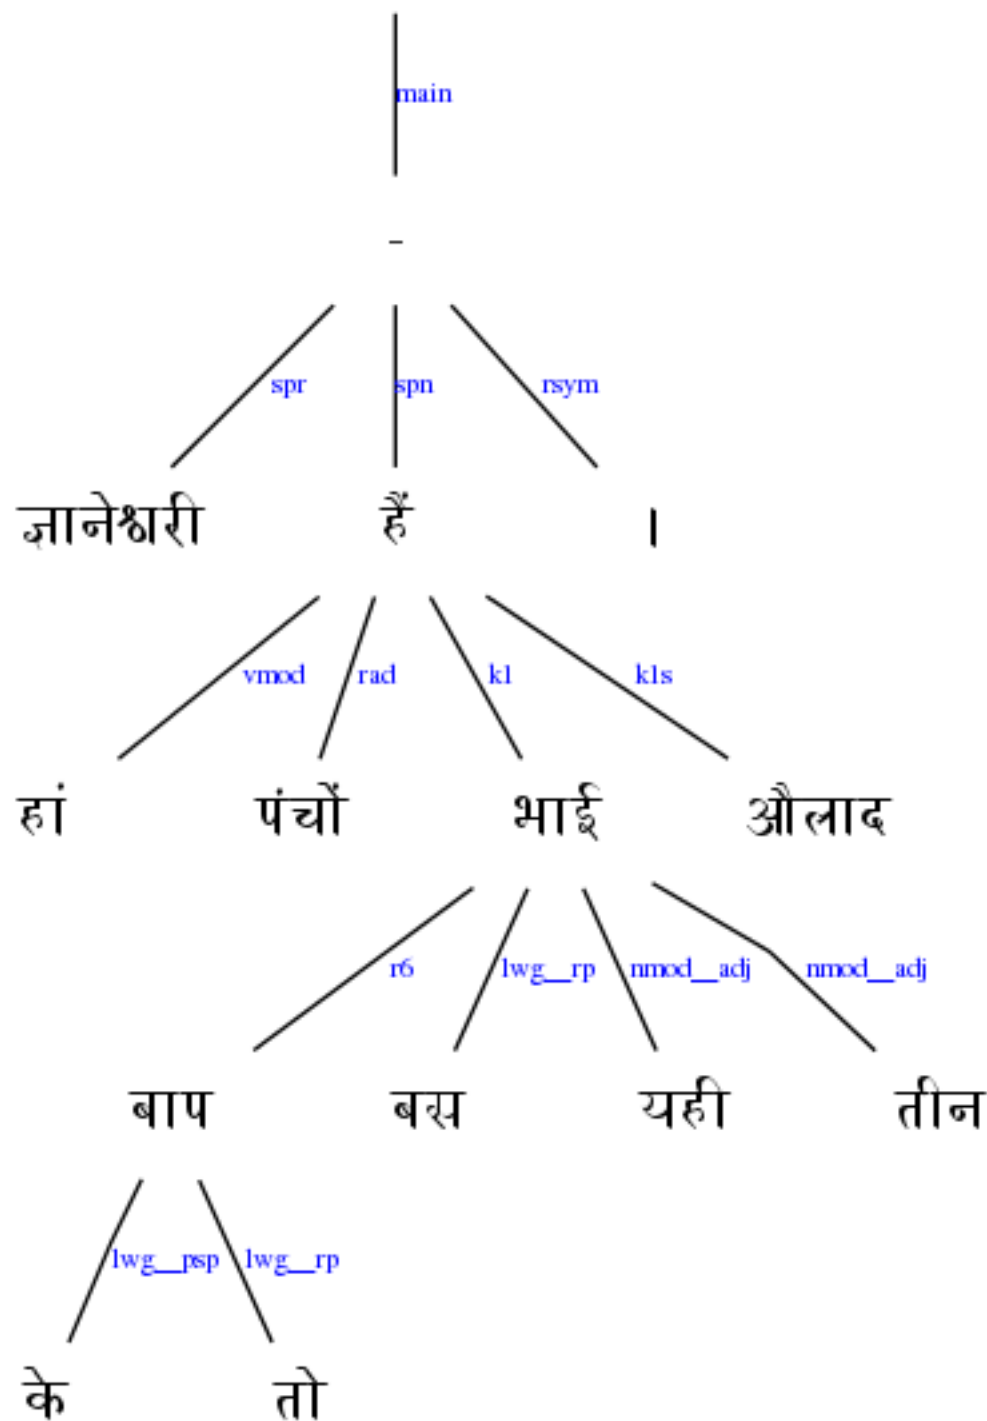 main
-
spr spn rsym
ज्ञानेश्वरी हैं ।
vmod rad k1 k1s
हां पंचों भाई औलाद
r6 lwg__rp nmod__adj nmod__adj
बाप बस यही तीन
lwg__psp lwg__rp
के तो